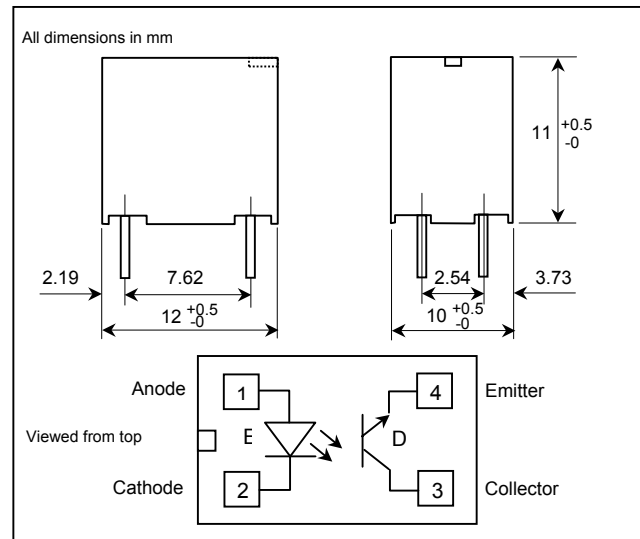 All dimensions in mm
11 +0.5 -0
2.19 7.62 2.54 3.73
12 +0.5 -0 10 +0.5 -0
Anode 1 4 Emitter
Viewed from top E D
Cathode 2 3 Collector